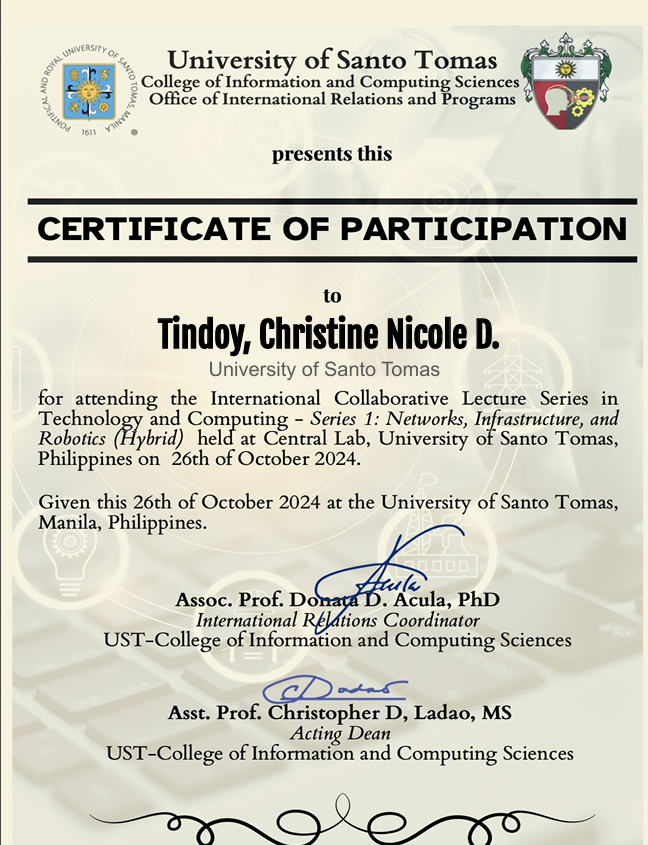 PONTIFICAL AND ROYAL UNIVERSITY OF SANTO TOMAS MANILA
1611
®
University of Santo Tomas
College of Information and Computing Sciences
Office of International Relations and Programs
presents this
CERTIFICATE OF PARTICIPATION
to
Tindoy, Christine Nicole D.
University of Santo Tomas
for attending the International Collaborative Lecture Series in
Technology and Computing - Series 1: Networks, Infrastructure, and
Robotics (Hybrid) held at Central Lab, University of Santo Tomas,
Philippines on 26th of October 2024.
Given this 26th of October 2024 at the University of Santo Tomas,
Manila, Philippines.
Acula
Assoc. Prof. Donata D. Acula, PhD
International Relations Coordinator
UST-College of Information and Computing Sciences
CDadao
Asst. Prof. Christopher D, Ladao, MS
Acting Dean
UST-College of Information and Computing Sciences